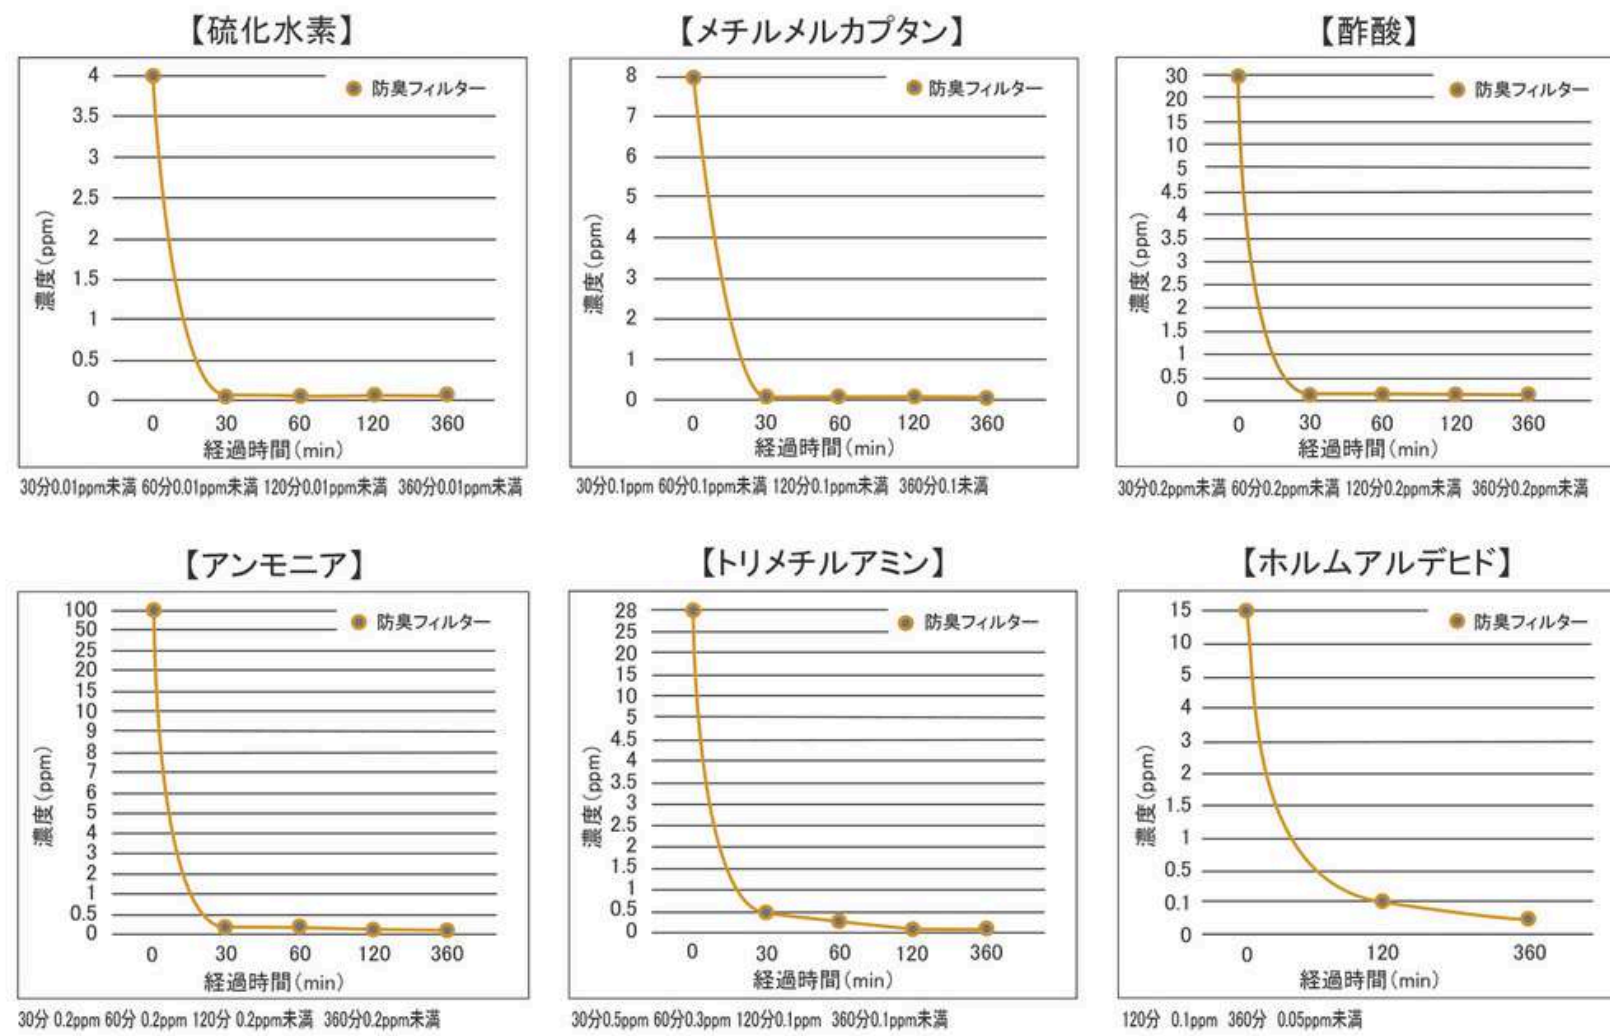 【硫化水素】
4
3.5
3
2.5
2
1.5
1
0.5
0
濃度(ppm)
防臭フィルター
0 30 60 120 360
経過時間(min)
30分0.01ppm未満 60分0.01ppm未満 120分0.01ppm未満 360分0.01ppm未満
【メチルメルカプタン】
8
7
6
5
4
3
2
1
0
濃度(ppm)
防臭フィルター
0 30 60 120 360
経過時間(min)
30分0.1ppm 60分0.1ppm未満 120分0.1ppm未満 360分0.1未満
【酢酸】
30
20
15
10
5
4.5
4
3.5
3
2.5
2
1.5
1
0.5
0
濃度(ppm)
防臭フィルター
0 30 60 120 360
経過時間(min)
30分0.2ppm未満 60分0.2ppm未満 120分0.2ppm未満 360分0.2ppm未満
【アンモニア】
100
50
25
20
15
10
9
8
7
6
5
4
3
2
1
0.5
0
濃度(ppm)
防臭フィルター
0 30 60 120 360
経過時間(min)
30分 0.2ppm 60分 0.2ppm 120分 0.2ppm未満 360分0.2ppm未満
【トリメチルアミン】
28
25
20
15
10
5
4.5
4
3.5
3
2.5
2
1.5
1
0.5
0
濃度(ppm)
防臭フィルター
0 30 60 120 360
経過時間(min)
30分0.5ppm 60分0.3ppm 120分0.1ppm 360分0.1ppm未満
【ホルムアルデヒド】
15
10
5
4
3
2
1.5
1
0.5
0.1
0
濃度(ppm)
防臭フィルター
0 120 360
経過時間(min)
120分 0.1ppm 360分 0.05ppm未満